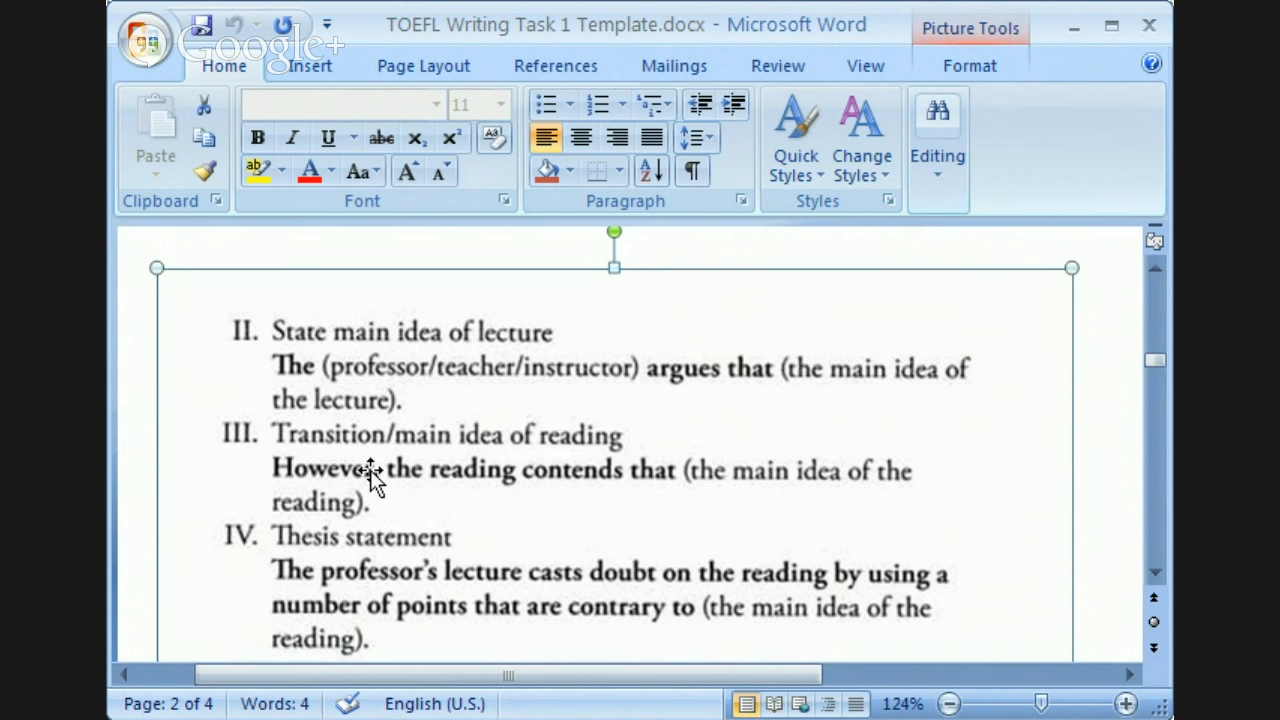 TOEFL Writing Task 1 Template.docx - Microsoft Word
Picture Tools
Google+
Home
Insert
Page Layout
References
Mailings
Review
View
Format
11
B I U abc x₂ x²
Aa A A
Paste
Quick Styles
Change Styles
Editing
Clipboard
Font
Paragraph
Styles
II. State main idea of lecture
The (professor/teacher/instructor) argues that (the main idea of
the lecture).
III. Transition/main idea of reading
However, the reading contends that (the main idea of the
reading).
IV. Thesis statement
The professor's lecture casts doubt on the reading by using a
number of points that are contrary to (the main idea of the
reading).
Page: 2 of 4
Words: 4
English (U.S.)
124%